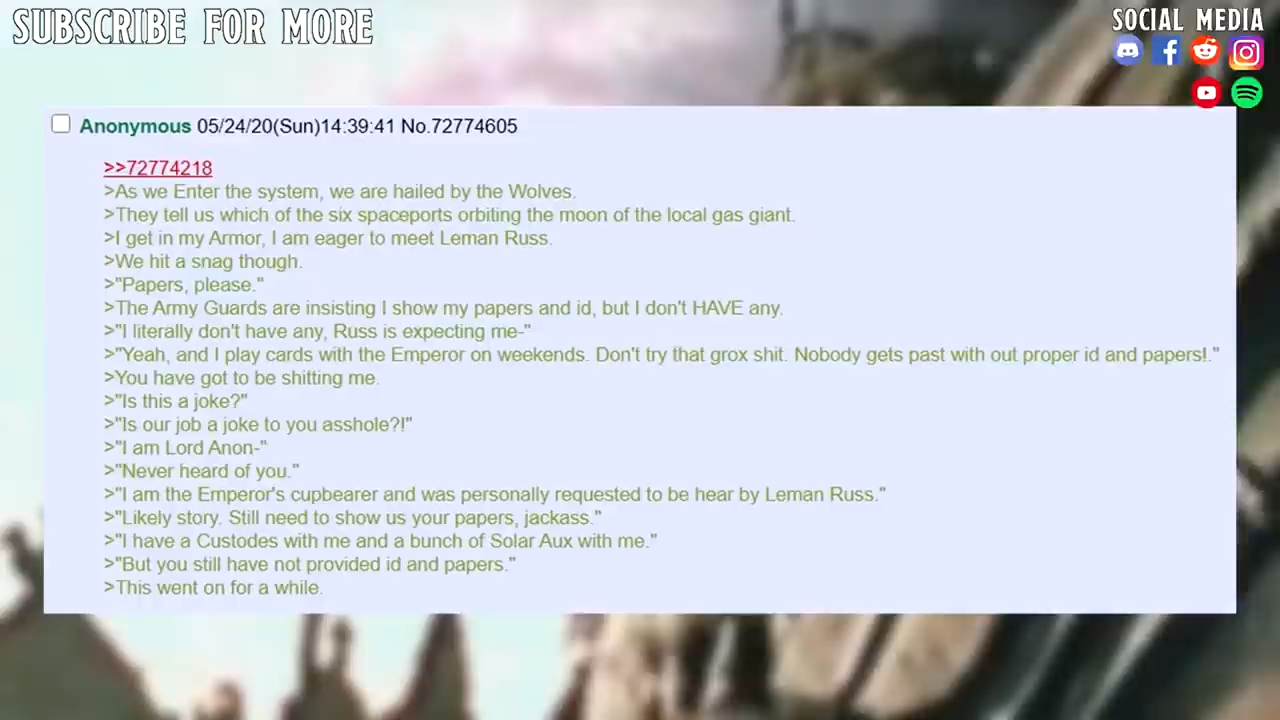 SUBSCRIBE FOR MORE
SOCIAL MEDIA
Anonymous 05/24/20(Sun)14:39:41 No.72774605
>>72774218
>As we Enter the system, we are hailed by the Wolves.
>They tell us which of the six spaceports orbiting the moon of the local gas giant.
>I get in my Armor, I am eager to meet Leman Russ.
>We hit a snag though.
>"Papers, please."
>The Army Guards are insisting I show my papers and id, but I don't HAVE any.
>"I literally don't have any, Russ is expecting me-"
>"Yeah, and I play cards with the Emperor on weekends. Don't try that grox shit. Nobody gets past with out proper id and papers!."
>You have got to be shitting me.
>"Is this a joke?"
>"Is our job a joke to you asshole?!"
>"I am Lord Anon-"
>"Never heard of you."
>"I am the Emperor's cupbearer and was personally requested to be hear by Leman Russ."
>"Likely story. Still need to show us your papers, jackass."
>"I have a Custodes with me and a bunch of Solar Aux with me."
>"But you still have not provided id and papers."
>This went on for a while.